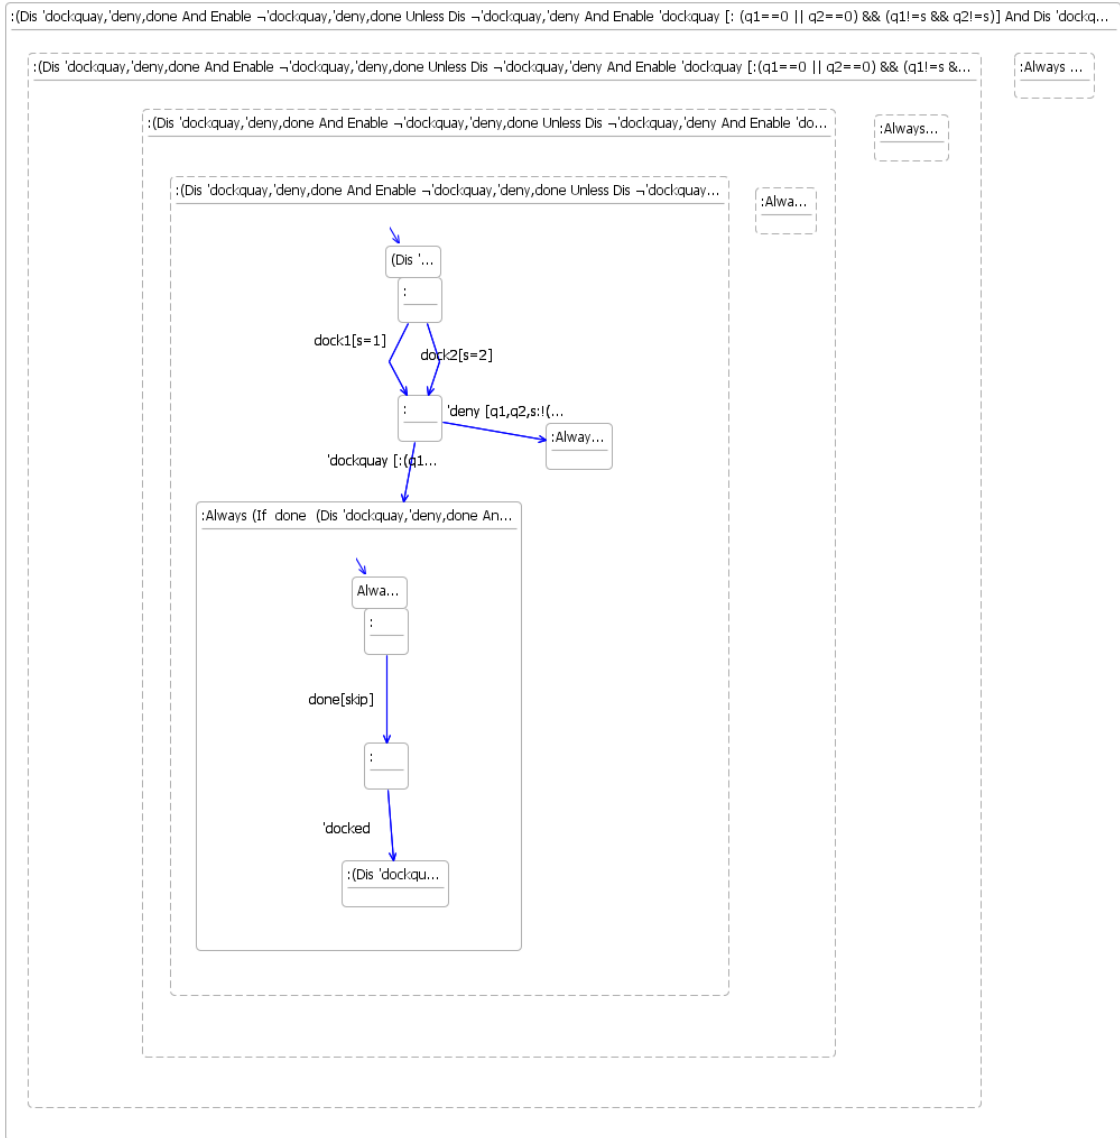 :(Dis 'dockquay,'deny,done And Enable ¬'dockquay,'deny,done Unless Dis ¬'dockquay,'deny And Enable 'dockquay [: (q1==0 || q2==0) && (q1!=s && q2!=s)] And Dis 'dockq...
:(Dis 'dockquay,'deny,done And Enable ¬'dockquay,'deny,done Unless Dis ¬'dockquay,'deny And Enable 'dockquay [:(q1==0 || q2==0) && (q1!=s &...
:Always ...
:(Dis 'dockquay,'deny,done And Enable ¬'dockquay,'deny,done Unless Dis ¬'dockquay,'deny And Enable 'do...
:Always...
:(Dis 'dockquay,'deny,done And Enable ¬'dockquay,'deny,done Unless Dis ¬'dockquay...
:Alwa...
(Dis '...
:
dock1[s=1]
dock2[s=2]
:
'deny [q1,q2,s:!(...
:Alway...
'dockquay [:(q1...
:Always (If done (Dis 'dockquay,'deny,done An...
Alwa...
:
done[skip]
:
'docked
:(Dis 'dockqu...